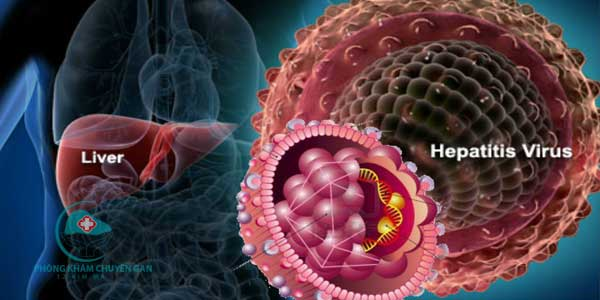 Liver
Hepatitis Virus
PHÒNG KHÁM CHUYÊN GAN